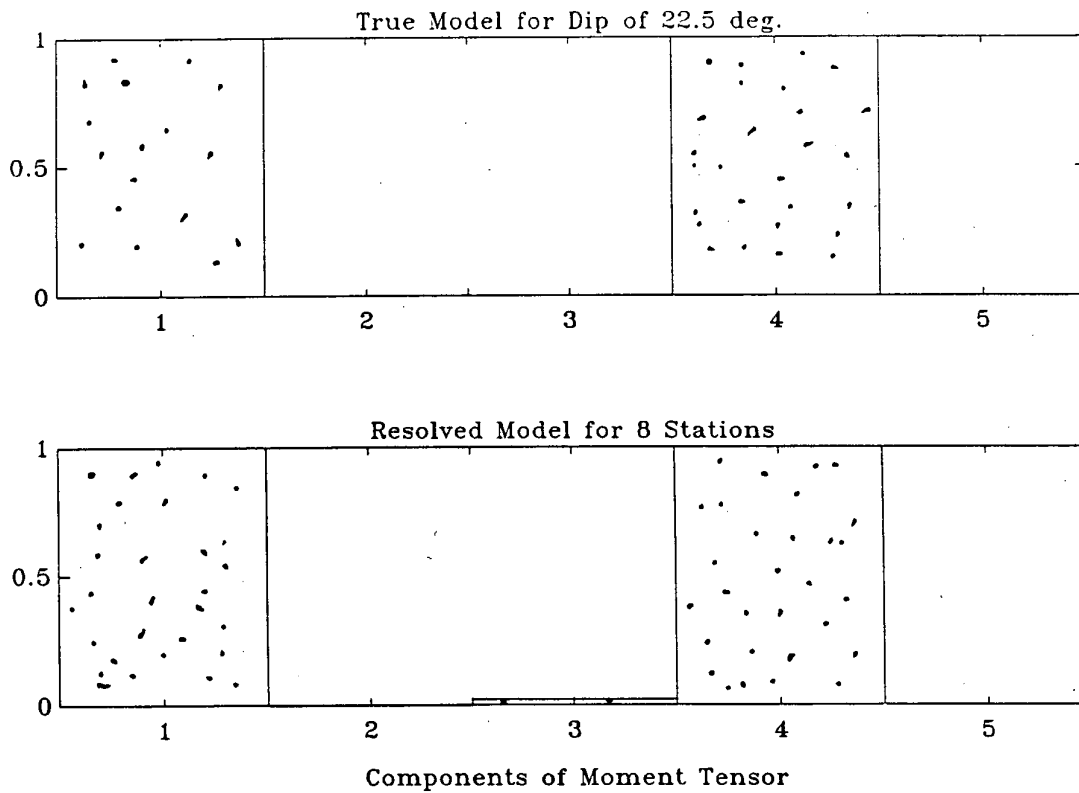 True Model for Dip of 22.5 deg.
1
0.5
0
1 2 3 4 5
Resolved Model for 8 Stations
1
0.5
0
1 2 3 4 5
Components of Moment Tensor